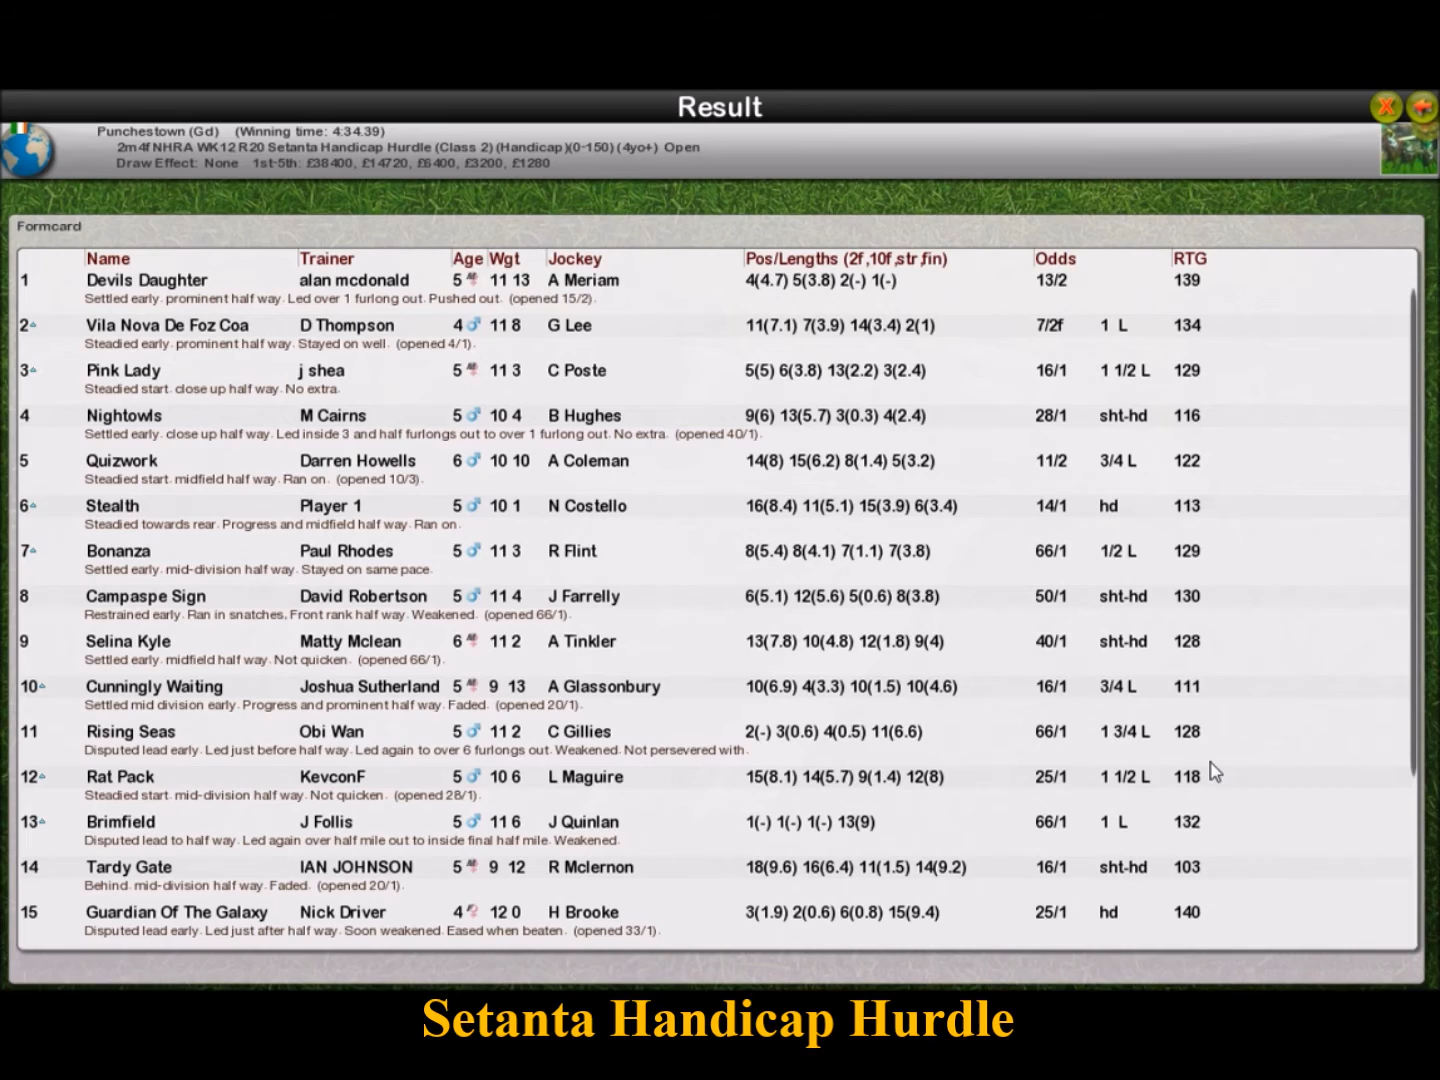 Result
Punchestown (Gd) (Winning time: 4:34.39)
2m4f NHRA WK12 R20 Setanta Handicap Hurdle (Class 2) (Handicap)(0-150) (4yo+) Open
Draw Effect: None 1st-5th: £38400, £14720, £6400, £3200, £1280
Formcard
Name Trainer Age Wgt Jockey Pos/Lengths (2f,10f,str,fin) Odds RTG
1 Devils Daughter alan mcdonald 5 11 13 A Meriam 4(4.7) 5(3.8) 2(-) 1(-) 13/2 139
Settled early. prominent half way. Led over 1 furlong out. Pushed out. (opened 15/2).
2 Vila Nova De Foz Coa D Thompson 4 11 8 G Lee 11(7.1) 7(3.9) 14(3.4) 2(1) 7/2f 1 L 134
Steadied early. prominent half way. Stayed on well. (opened 4/1).
3 Pink Lady j shea 5 11 3 C Poste 5(5) 6(3.8) 13(2.2) 3(2.4) 16/1 1 1/2 L 129
Steadied start. close up half way. No extra.
4 Nightowls M Cairns 5 10 4 B Hughes 9(6) 13(5.7) 3(0.3) 4(2.4) 28/1 sht-hd 116
Settled early. close up half way. Led inside 3 and half furlongs out to over 1 furlong out. No extra. (opened 40/1).
5 Quizwork Darren Howells 6 10 10 A Coleman 14(8) 15(6.2) 8(1.4) 5(3.2) 11/2 3/4 L 122
Steadied start. midfield half way. Ran on. (opened 10/3).
6 Stealth Player 1 5 10 1 N Costello 16(8.4) 11(5.1) 15(3.9) 6(3.4) 14/1 hd 113
Steadied towards rear. Progress and midfield half way. Ran on.
7 Bonanza Paul Rhodes 5 11 3 R Flint 8(5.4) 8(4.1) 7(1.1) 7(3.8) 66/1 1/2 L 129
Settled early. mid-division half way. Stayed on same pace.
8 Campaspe Sign David Robertson 5 11 4 J Farrelly 6(5.1) 12(5.6) 5(0.6) 8(3.8) 50/1 sht-hd 130
Restrained early. Ran in snatches, Front rank half way. Weakened. (opened 66/1).
9 Selina Kyle Matty Mclean 6 11 2 A Tinkler 13(7.8) 10(4.8) 12(1.8) 9(4) 40/1 sht-hd 128
Settled early. midfield half way. Not quicken. (opened 66/1).
10 Cunningly Waiting Joshua Sutherland 5 9 13 A Glassonbury 10(6.9) 4(3.3) 10(1.5) 10(4.6) 16/1 3/4 L 111
Settled mid division early. Progress and prominent half way. Faded. (opened 20/1).
11 Rising Seas Obi Wan 5 11 2 C Gillies 2(-) 3(0.6) 4(0.5) 11(6.6) 66/1 1 3/4 L 128
Disputed lead early. Led just before half way. Led again to over 6 furlongs out. Weakened. Not persevered with.
12 Rat Pack KevconF 5 10 6 L Maguire 15(8.1) 14(5.7) 9(1.4) 12(8) 25/1 1 1/2 L 118
Steadied start. mid-division half way. Not quicken. (opened 28/1).
13 Brimfield J Follis 5 11 6 J Quinlan 1(-) 1(-) 1(-) 13(9) 66/1 1 L 132
Disputed lead to half way. Led again over half mile out to inside final half mile. Weakened.
14 Tardy Gate IAN JOHNSON 5 9 12 R Mclernon 18(9.6) 16(6.4) 11(1.5) 14(9.2) 16/1 sht-hd 103
Behind. mid-division half way. Faded. (opened 20/1).
15 Guardian Of The Galaxy Nick Driver 4 12 0 H Brooke 3(1.9) 2(0.6) 6(0.8) 15(9.4) 25/1 hd 140
Disputed lead early. Led just after half way. Soon weakened. Eased when beaten. (opened 33/1).
Setanta Handicap Hurdle